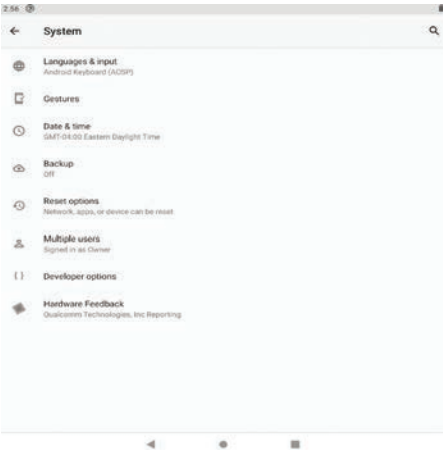 2:56
System
Languages & input
Android Keyboard (AOSP)
Gestures
Date & time
GMT-04:00 Eastern Daylight Time
Backup
Off
Reset options
Network, apps, or device can be reset
Multiple users
Signed in as Owner
Developer options
Hardware Feedback
Qualcomm Technologies, Inc Reporting